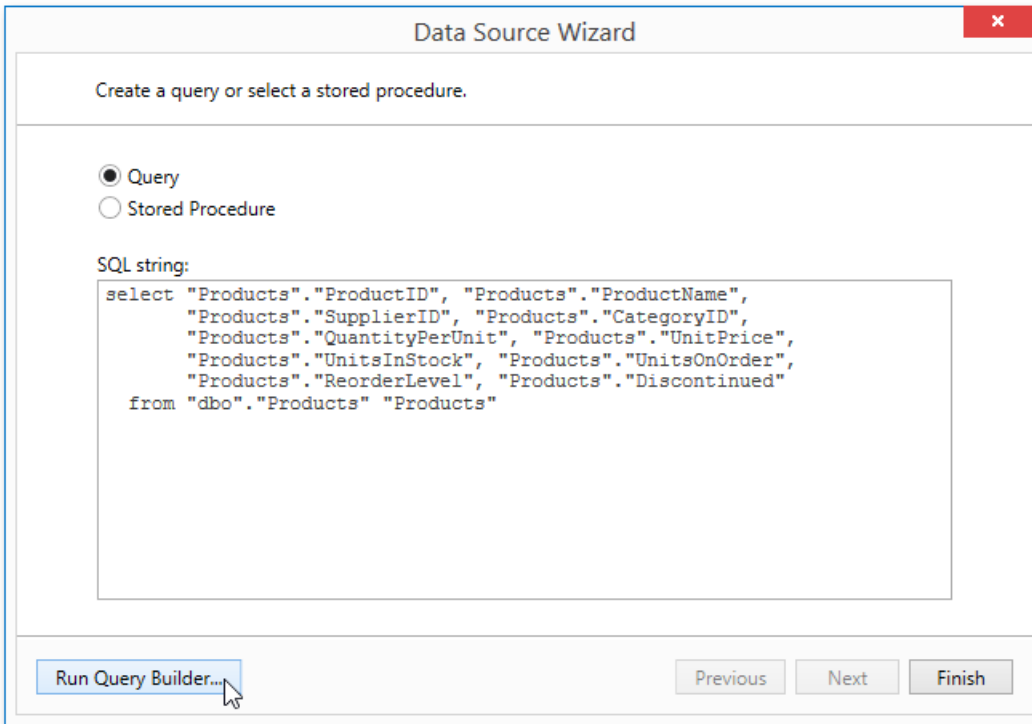 Data Source Wizard
Create a query or select a stored procedure.
Query
Stored Procedure
SQL string:
select "Products"."ProductID", "Products"."ProductName",
"Products"."SupplierID", "Products"."CategoryID",
"Products"."QuantityPerUnit", "Products"."UnitPrice",
"Products"."UnitsInStock", "Products"."UnitsOnOrder",
"Products"."ReorderLevel", "Products"."Discontinued"
from "dbo"."Products" "Products"
Run Query Builder...
Previous
Next
Finish